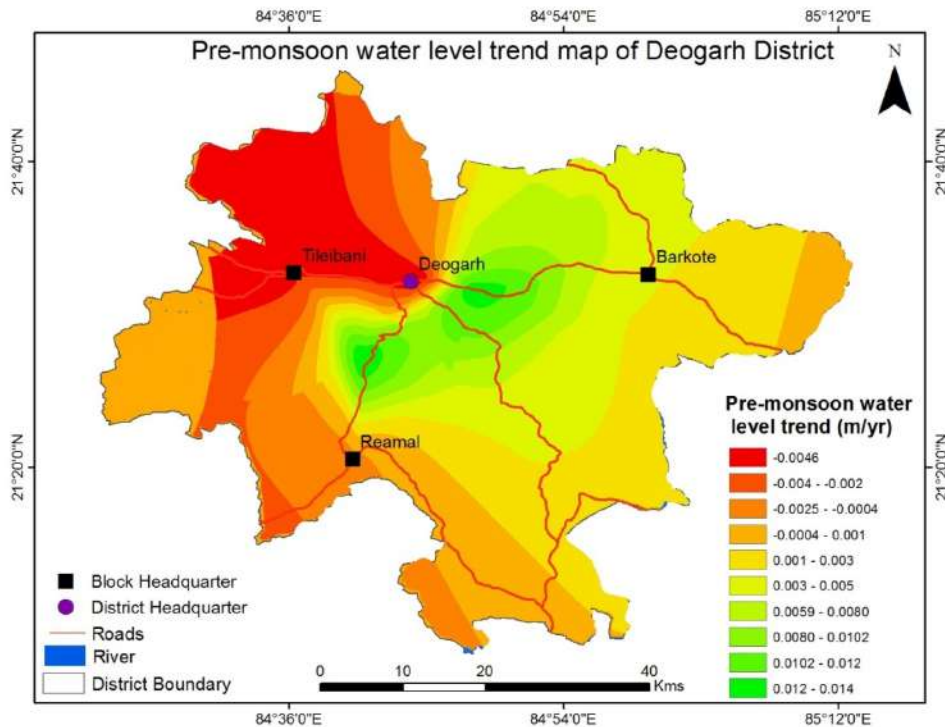 84°36'0"E
84°54'0"E
85°12'0"E
Pre-monsoon water level trend map of Deogarh District
N
21°40'0"N
21°40'0"N
Tileibani
Deogarh
Barkote
Reamal
21°20'0"N
21°20'0"N
Pre-monsoon water
level trend (m/yr)
-0.0046
-0.004 - -0.002
-0.0025 - -0.0004
-0.0004 - 0.001
0.001 - 0.003
0.003 - 0.005
0.0059 - 0.0080
0.0080 - 0.0102
0.0102 - 0.012
0.012 - 0.014
Block Headquarter
District Headquarter
Roads
River
District Boundary
0 10 20 40
Kms
84°36'0"E
84°54'0"E
85°12'0"E